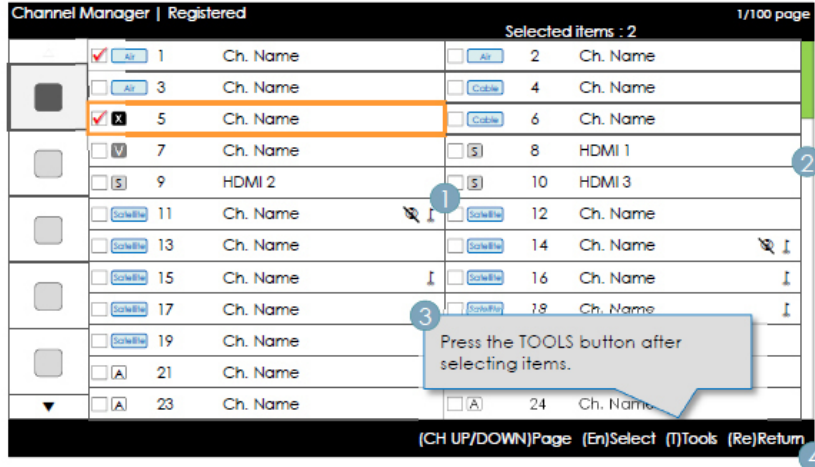 Channel Manager | Registered 1/100 page
Selected items : 2
Air 1 Ch. Name Air 2 Ch. Name
Air 3 Ch. Name Cable 4 Ch. Name
X 5 Ch. Name Cable 6 Ch. Name
V 7 Ch. Name S 8 HDMI 1
2
S 9 HDMI 2 S 10 HDMI 3
1
Satellite 11 Ch. Name Satellite 12 Ch. Name
Satellite 13 Ch. Name Satellite 14 Ch. Name
Satellite 15 Ch. Name Satellite 16 Ch. Name
Satellite 17 Ch. Name Satellite 18 Ch. Name
3
Satellite 19 Ch. Name
Press the TOOLS button after
selecting items.
A 21 Ch. Name
A 23 Ch. Name A 24 Ch. Name
(CH UP/DOWN)Page (En)Select (T)Tools (Re)Return
4